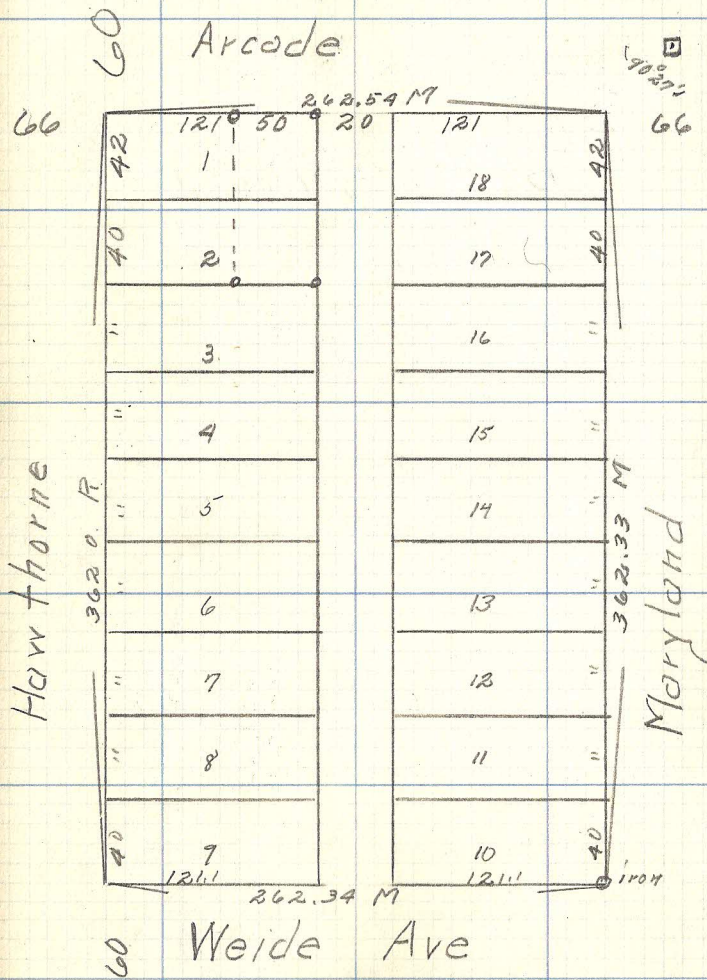 60 Arcade
90° 27'
262.54 M
66 121 50 20 121 66
42 1 18 42
40 2 17 40
" 3 16 "
" 4 15 "
Hawthorne
362.0 R
" 5 14 "
362.33 M
Maryland
" 6 13 "
" 7 12 "
" 8 11 "
40 9 10 40
121.1 121.1 iron
262.34 M
60 Weide Ave